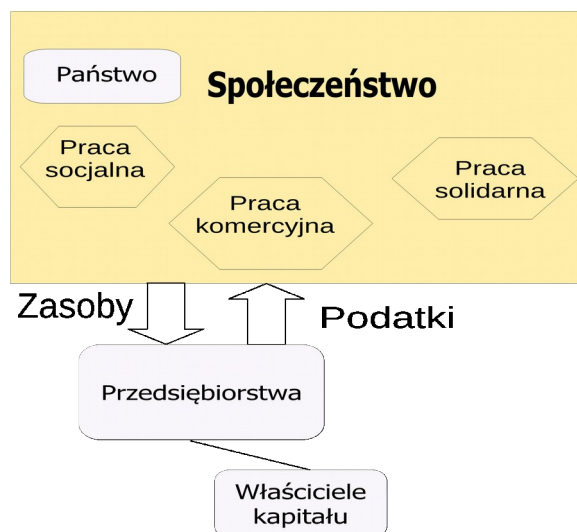 Państwo
Społeczeństwo
Praca
socjalna
Praca
komercyjna
Praca
solidarna
Zasoby
Podatki
Przedsiębiorstwa
Właściciele
kapitału